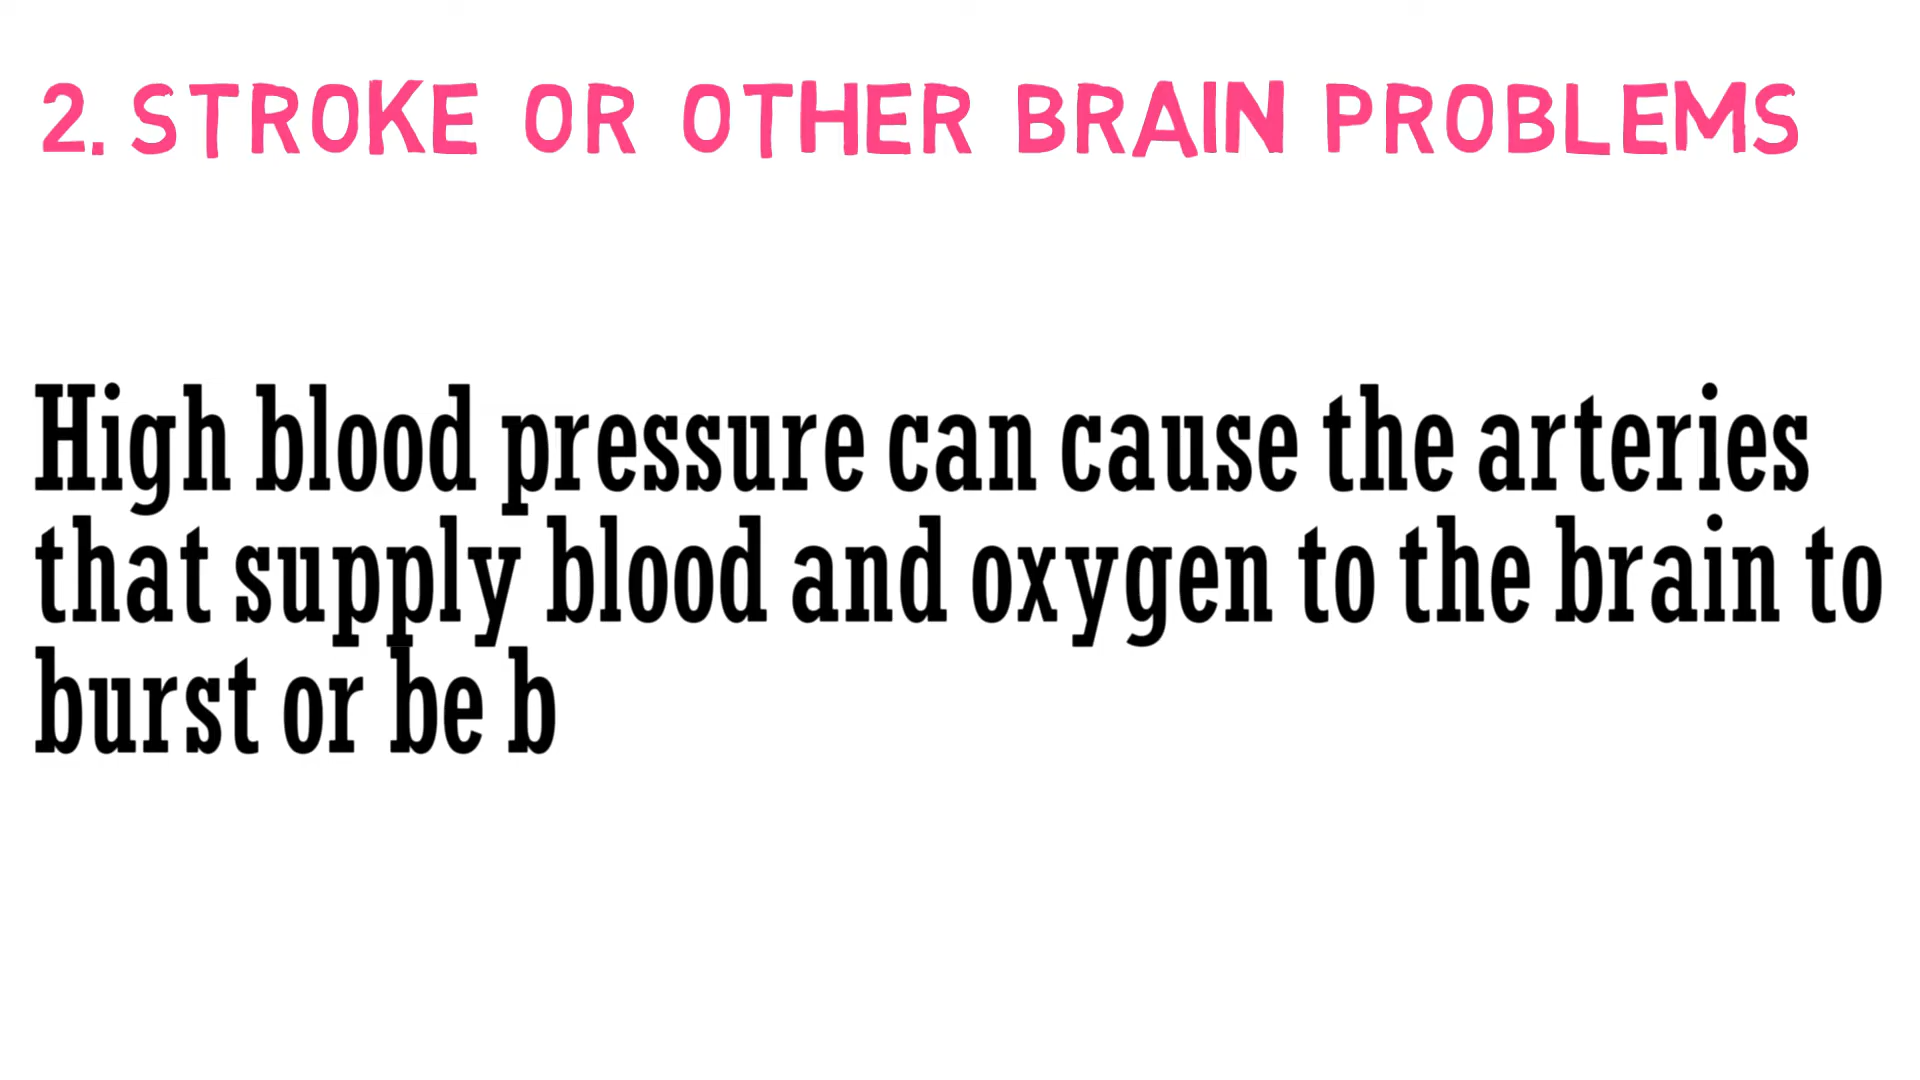 2. STROKE OR OTHER BRAIN PROBLEMS
High blood pressure can cause the arteries
that supply blood and oxygen to the brain to
burst or be b